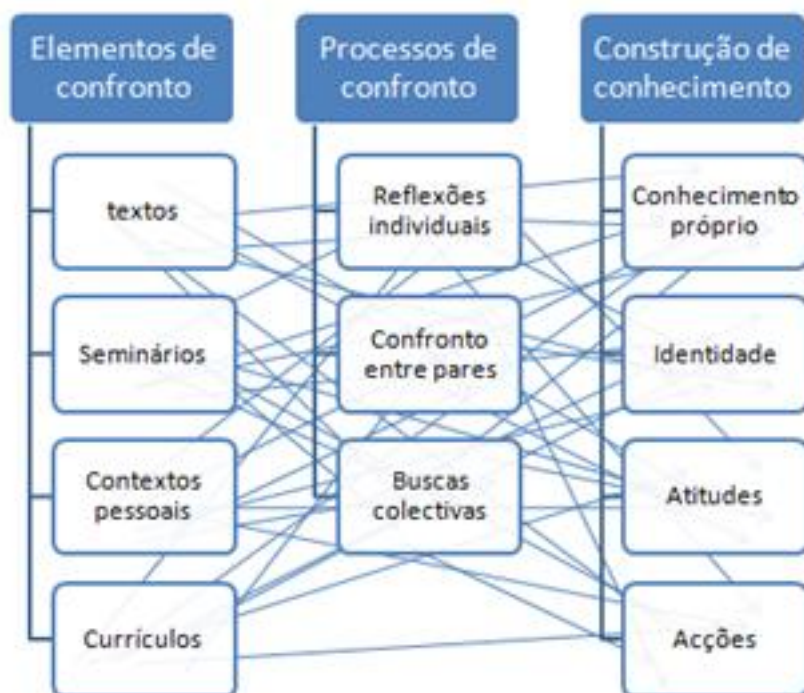 Elementos de
confronto
textos
Seminários
Contextos
pessoais
Currículos
Processos de
confronto
Reflexões
individuais
Confronto
entre pares
Buscas
colectivas
Construção de
conhecimento
Conhecimento
próprio
Identidade
Atitudes
Acções